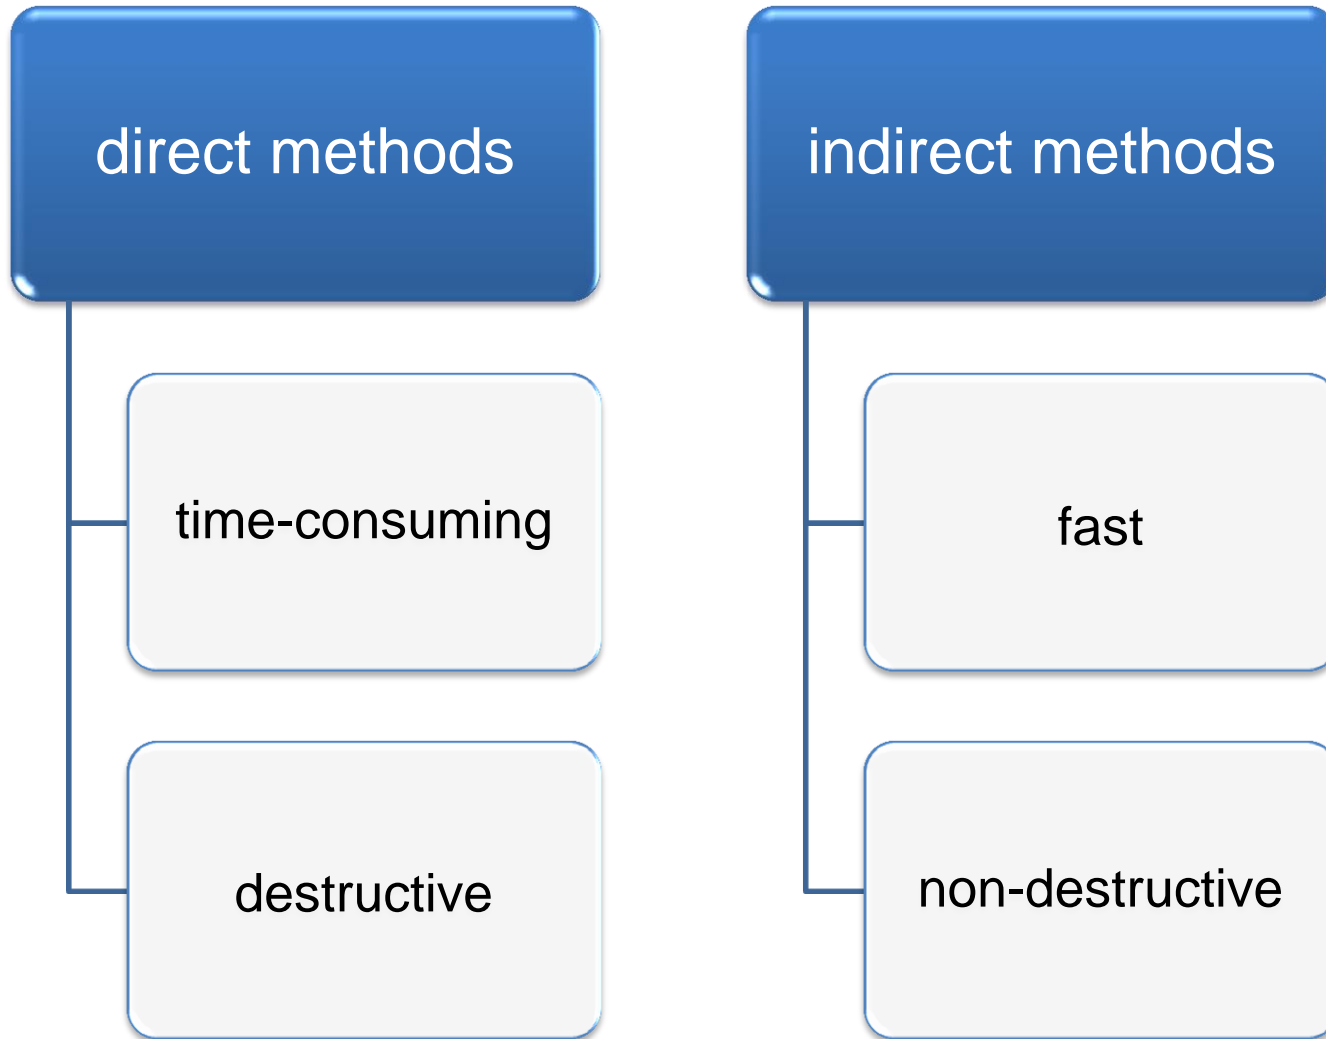 direct methods
time-consuming
destructive
indirect methods
fast
non-destructive